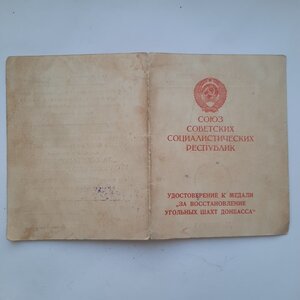 СОЮЗ
СОВЕТСКИХ
СОЦИАЛИСТИЧЕСКИХ
РЕСПУБЛИК
УДОСТОВЕРЕНИЕ К МЕДАЛИ
„ЗА ВОССТАНОВЛЕНИЕ
УГОЛЬНЫХ ШАХТ ДОНБАССА“